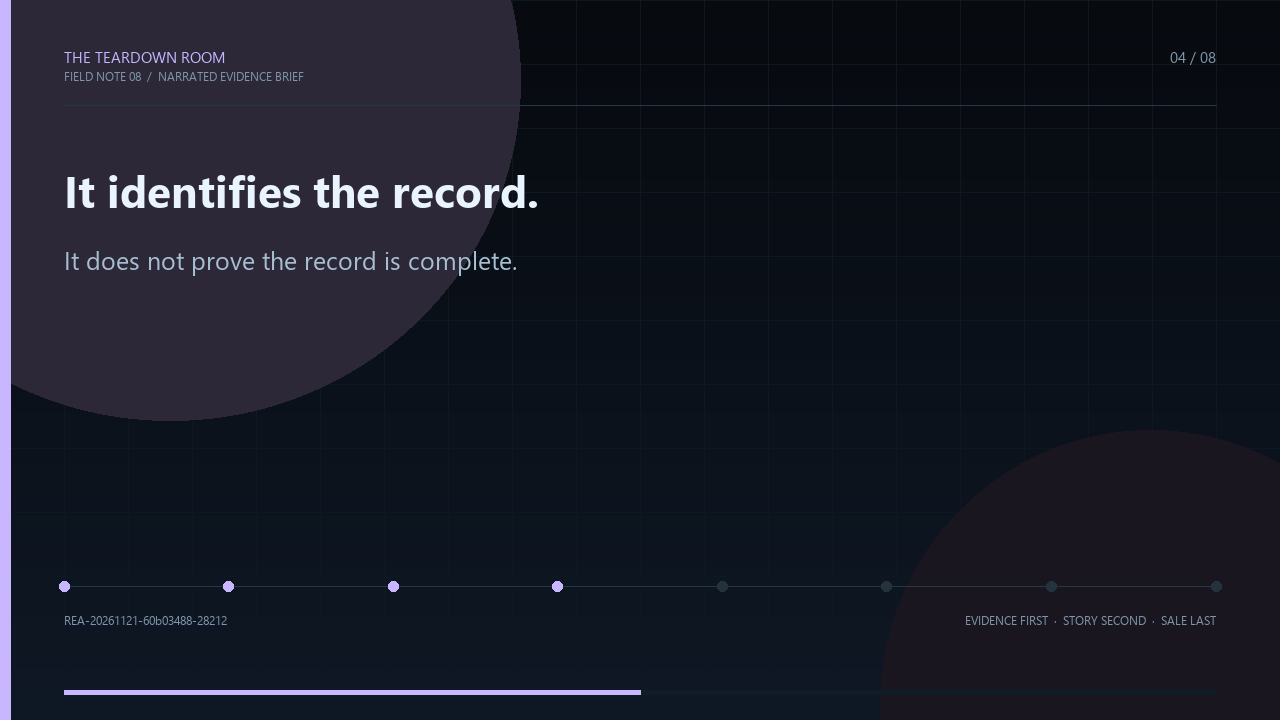 THE TEARDOWN ROOM
04 / 08
FIELD NOTE 08 / NARRATED EVIDENCE BRIEF
It identifies the record.
It does not prove the record is complete.
REA-20261121-60b03488-28212
EVIDENCE FIRST · STORY SECOND · SALE LAST